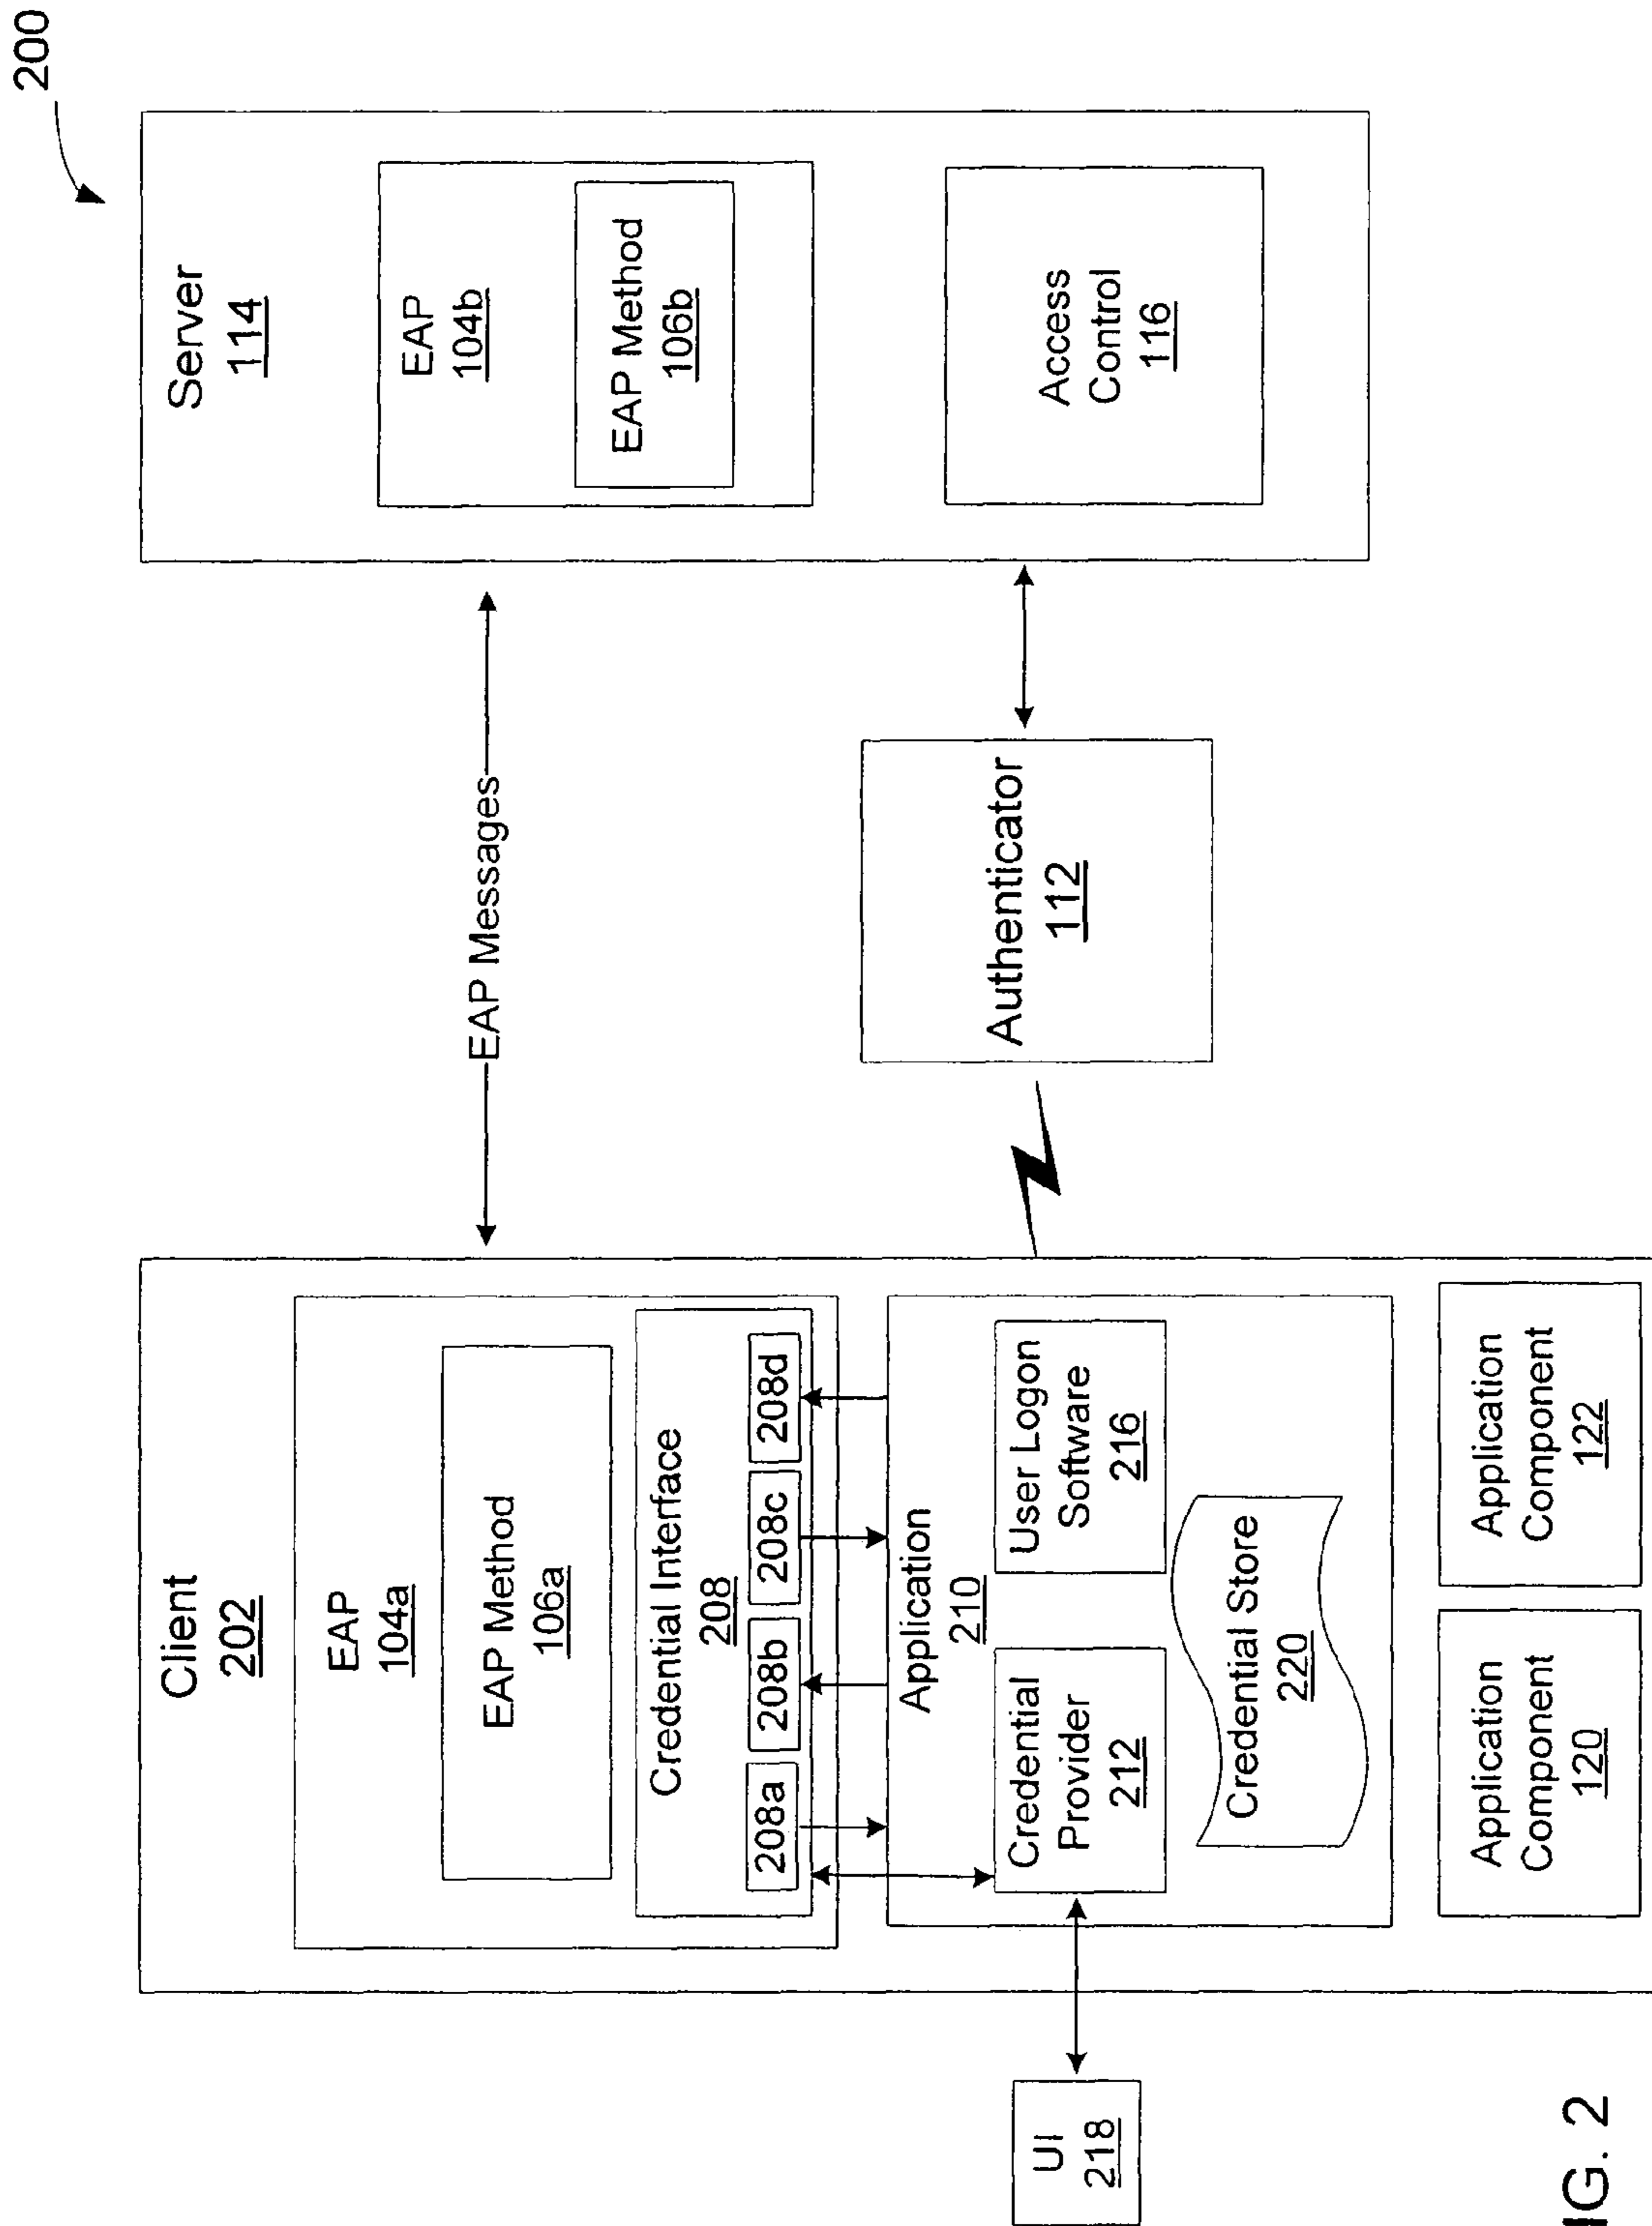 200
Client
202
EAP
104a
EAP Method
106a
Credential Interface
208
208a
208b
208c
208d
Application
210
Credential
Provider
212
User Logon
Software
216
Credential Store
220
Application
Component
120
Application
Component
122
UI
218
EAP Messages
Authenticator
112
Server
114
EAP
104b
EAP Method
106b
Access
Control
116
IG. 2